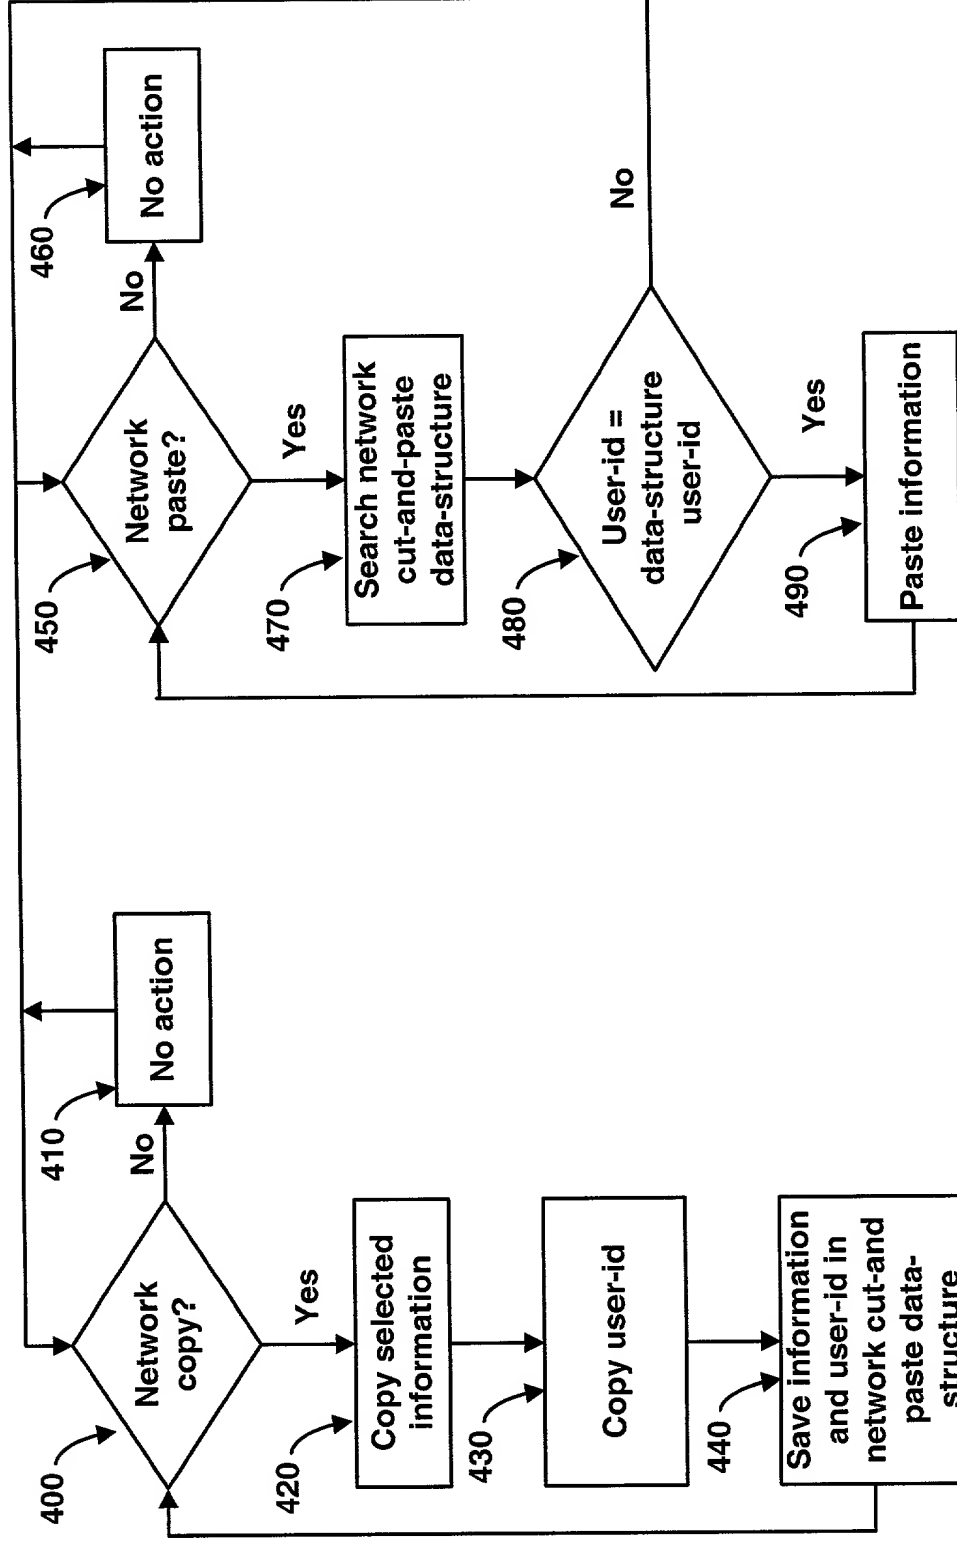 400
Network
copy?
No
410
No action
Yes
420
Copy selected
information
430
Copy user-id
440
Save information
and user-id in
network cut-and
paste data-
structure
450
Network
paste?
No
460
No action
Yes
470
Search network
cut-and-paste
data-structure
480
User-id =
data-structure
user-id
No
Yes
490
Paste information